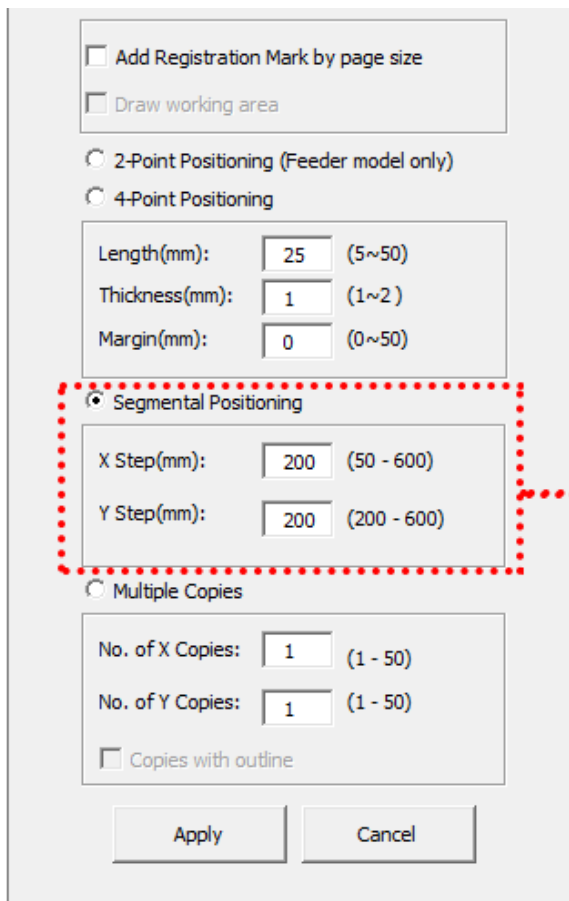 Add Registration Mark by page size
Draw working area
2-Point Positioning (Feeder model only)
4-Point Positioning
Length(mm): 25 (5~50)
Thickness(mm): 1 (1~2 )
Margin(mm): 0 (0~50)
Segmental Positioning
X Step(mm): 200 (50 - 600)
Y Step(mm): 200 (200 - 600)
Multiple Copies
No. of X Copies: 1 (1 - 50)
No. of Y Copies: 1 (1 - 50)
Copies with outline
Apply Cancel